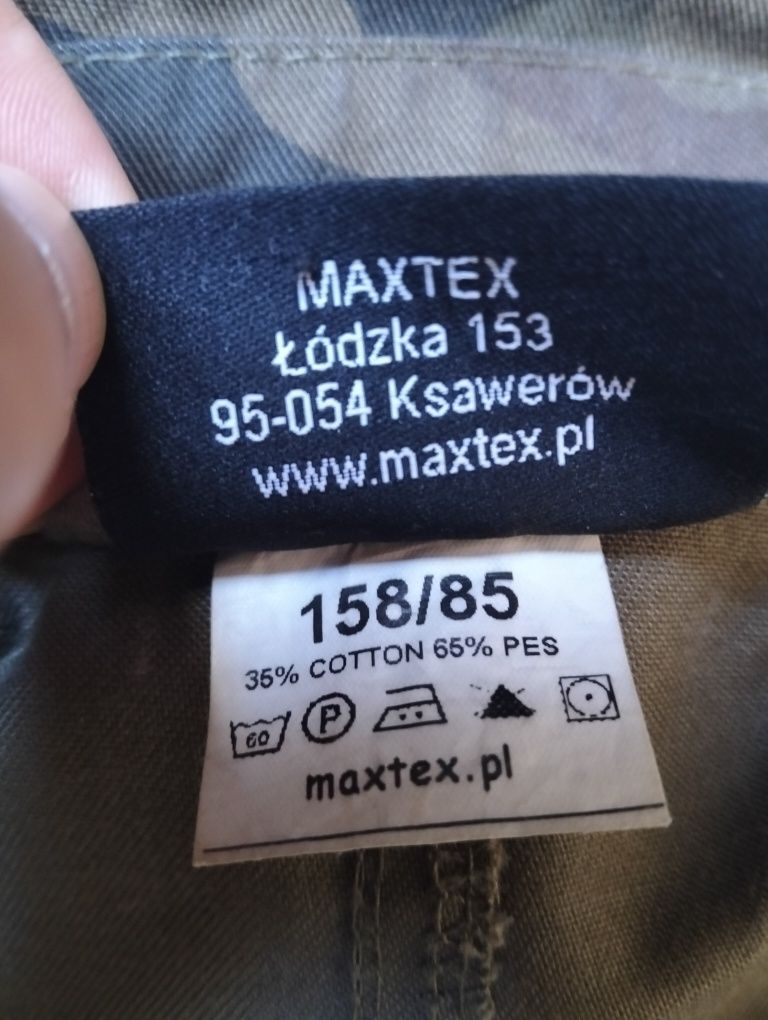 MAXTEX
Łódzka 153
95-054 Ksawerów
www.maxtex.pl
158/85
35% COTTON 65% PES
60 P
maxtex.pl